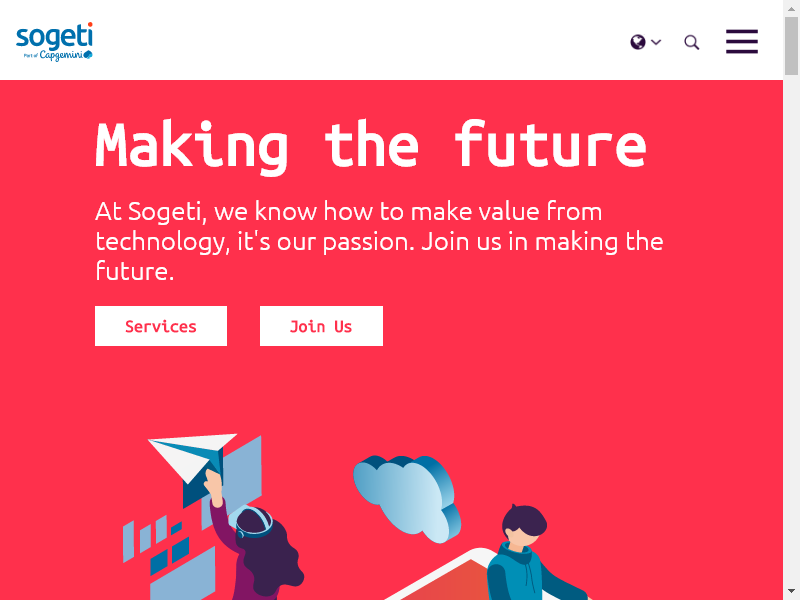 sogeti
Part of Capgemini
Making the future
At Sogeti, we know how to make value from
technology, it's our passion. Join us in making the
future.
Services
Join Us